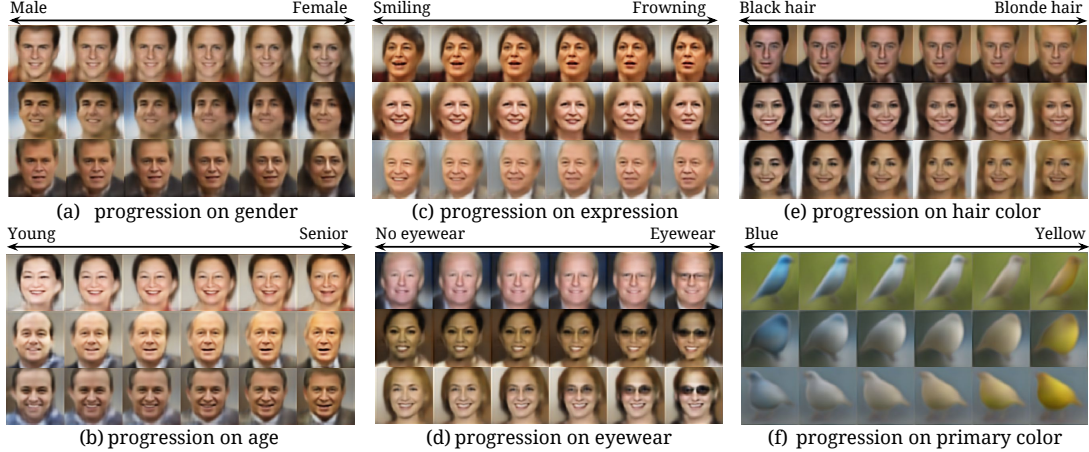 Male Female
(a) progression on gender
Young Senior
(b) progression on age
Smiling Frowning
(c) progression on expression
No eyewear Eyewear
(d) progression on eyewear
Black hair Blonde hair
(e) progression on hair color
Blue Yellow
(f) progression on primary color